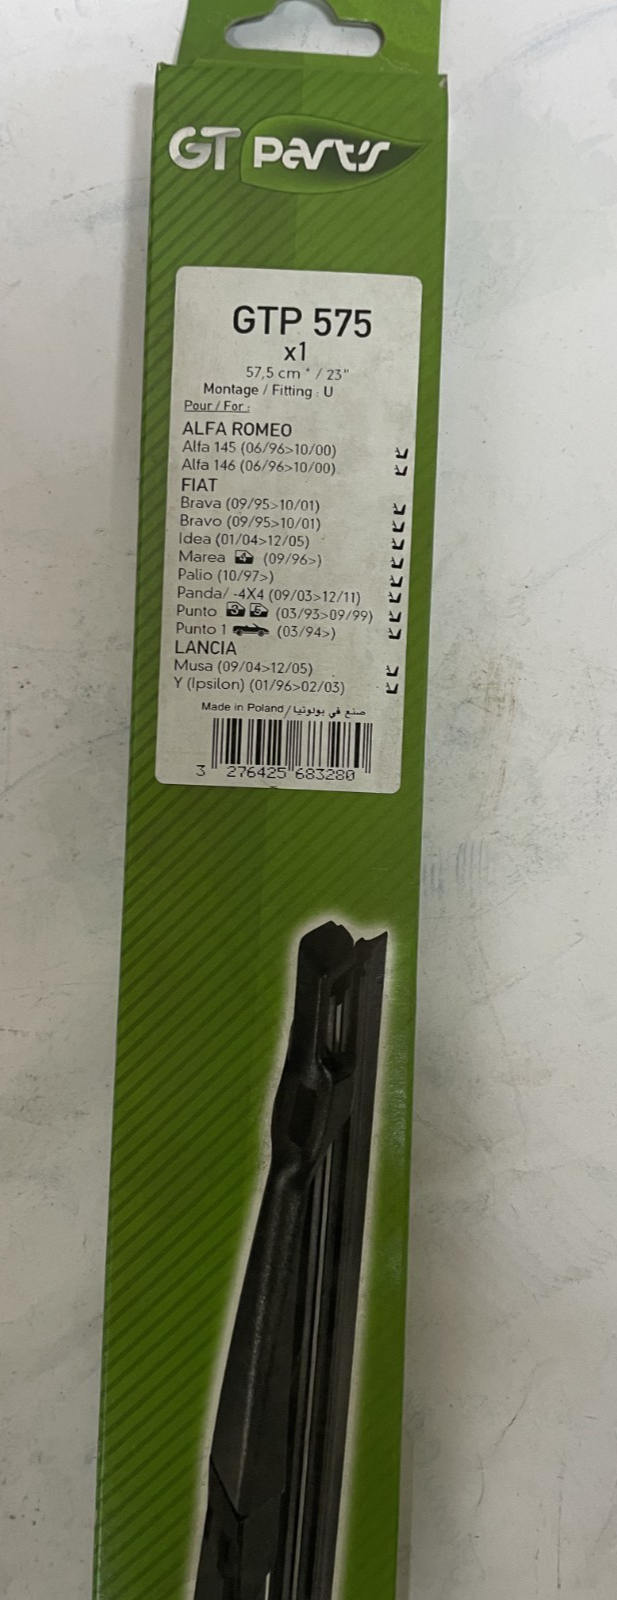 GT Part's
GTP 575
x1
57,5 cm * / 23"
Montage / Fitting : U
Pour / For :
ALFA ROMEO
Alfa 145 (06/96>10/00)
Alfa 146 (06/96>10/00)
FIAT
Brava (09/95>10/01)
Bravo (09/95>10/01)
Idea (01/04>12/05)
Marea 4 (09/96>)
Palio (10/97>)
Panda/ -4X4 (09/03>12/11)
Punto 3 5 (03/93>09/99)
Punto 1 (03/94>)
LANCIA
Musa (09/04>12/05)
Y (Ipsilon) (01/96>02/03)
Made in Poland / صنع في بولونيا
3 276425 683280